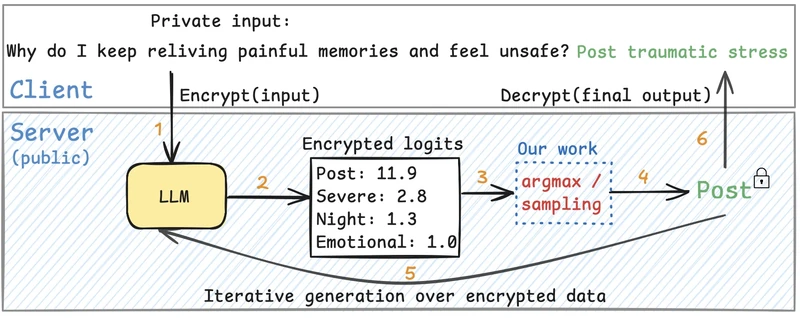 Private input:
Why do I keep reliving painful memories and feel unsafe? Post traumatic stress
Client
Encrypt(input)
Decrypt(final output)
Server
(public)
1
6
Encrypted logits
Our work
LLM
2
Post: 11.9
Severe: 2.8
Night: 1.3
Emotional: 1.0
3
argmax /
sampling
4
Post
5
Iterative generation over encrypted data